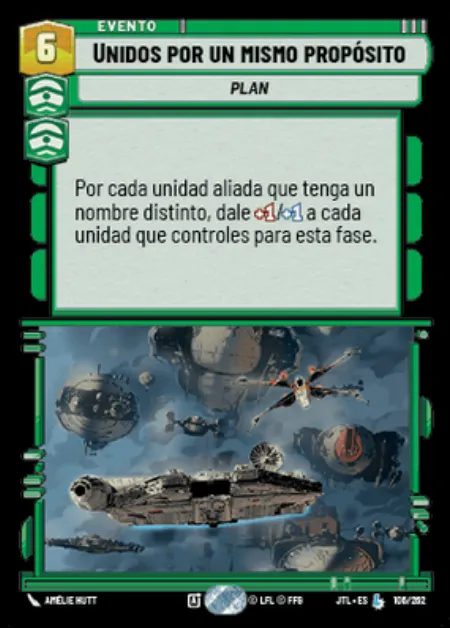 EVENTO
6
UNIDOS POR UN MISMO PROPÓSITO
PLAN
Por cada unidad aliada que tenga un
nombre distinto, dale +1/+1 a cada
unidad que controles para esta fase.
AMÉLIE HUTT
© LFL © FFG
JTL • ES
106/262